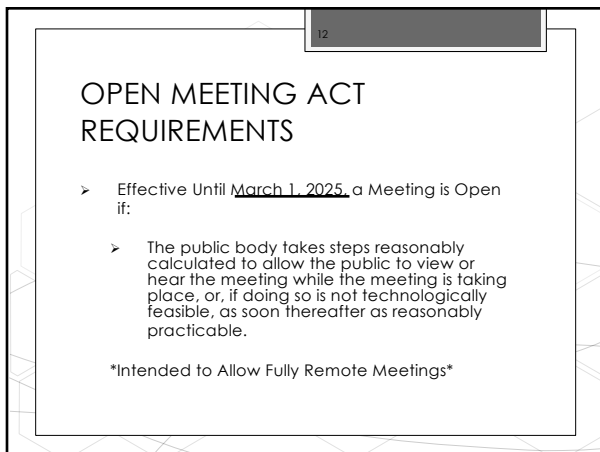 12
OPEN MEETING ACT
REQUIREMENTS
➢ Effective Until March 1, 2025, a Meeting is Open
if:
➢ The public body takes steps reasonably
calculated to allow the public to view or
hear the meeting while the meeting is taking
place, or, if doing so is not technologically
feasible, as soon thereafter as reasonably
practicable.
*Intended to Allow Fully Remote Meetings*